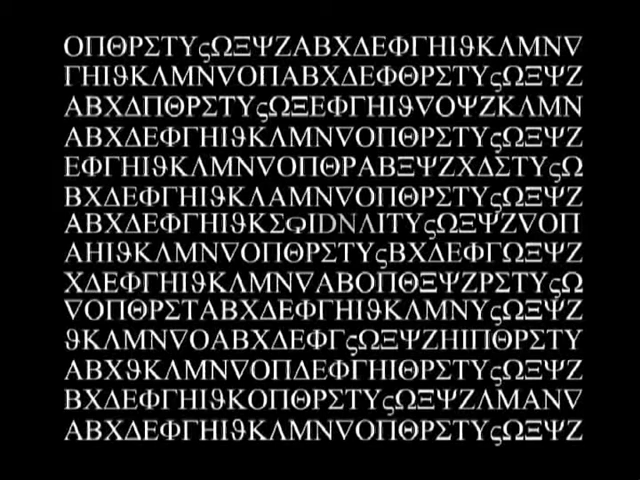 ΟΠΘΡΣΤΥςΩΞΨΖΑΒΧΔΕΦΓΗΙϑΚΛΜΝ∇
ΓΗΙϑΚΛΜΝ∇ΟΠΑΒΧΔΕΦΘΡΣΤΥςΩΞΨΖ
ΑΒΧΔΠΘΡΣΤΥςΩΞΕΦΓΗΙϑ∇ΟΨΖΚΛΜΝ
ΑΒΧΔΕΦΓΗΙϑΚΛΜΝ∇ΟΠΘΡΣΤΥςΩΞΨΖ
ΕΦΓΗΙϑΚΛΜΝ∇ΟΠΘΡΑΒΞΨΖΧΔΣΤΥςΩ
ΒΧΔΕΦΓΗΙϑΚΛΑΜΝ∇ΟΠΘΡΣΤΥςΩΞΨΖ
ΑΒΧΔΕΦΓΗΙϑΚΣϙIDNΛΙΤΥςΩΞΨΖ∇ΟΠ
ΑΗΙϑΚΛΜΝ∇ΟΠΘΡΣΤΥςΒΧΔΕΦΓΩΞΨΖ
ΧΔΕΦΓΗΙϑΚΛΜΝ∇ΑΒΟΠΘΞΨΖΡΣΤΥςΩ
∇ΟΠΘΡΣΤΑΒΧΔΕΦΓΗΙϑΚΛΜΝΥςΩΞΨΖ
ϑΚΛΜΝ∇ΟΑΒΧΔΕΦΓςΩΞΨΖΗΙΠΘΡΣΤΥ
ΑΒΧϑΚΛΜΝ∇ΟΠΔΕΦΓΗΙΘΡΣΤΥςΩΞΨΖ
ΒΧΔΕΦΓΗΙϑΚΟΠΘΡΣΤΥςΩΞΨΖΛΜΑΝ∇
ΑΒΧΔΕΦΓΗΙϑΚΛΜΝ∇ΟΠΘΡΣΤΥςΩΞΨΖ